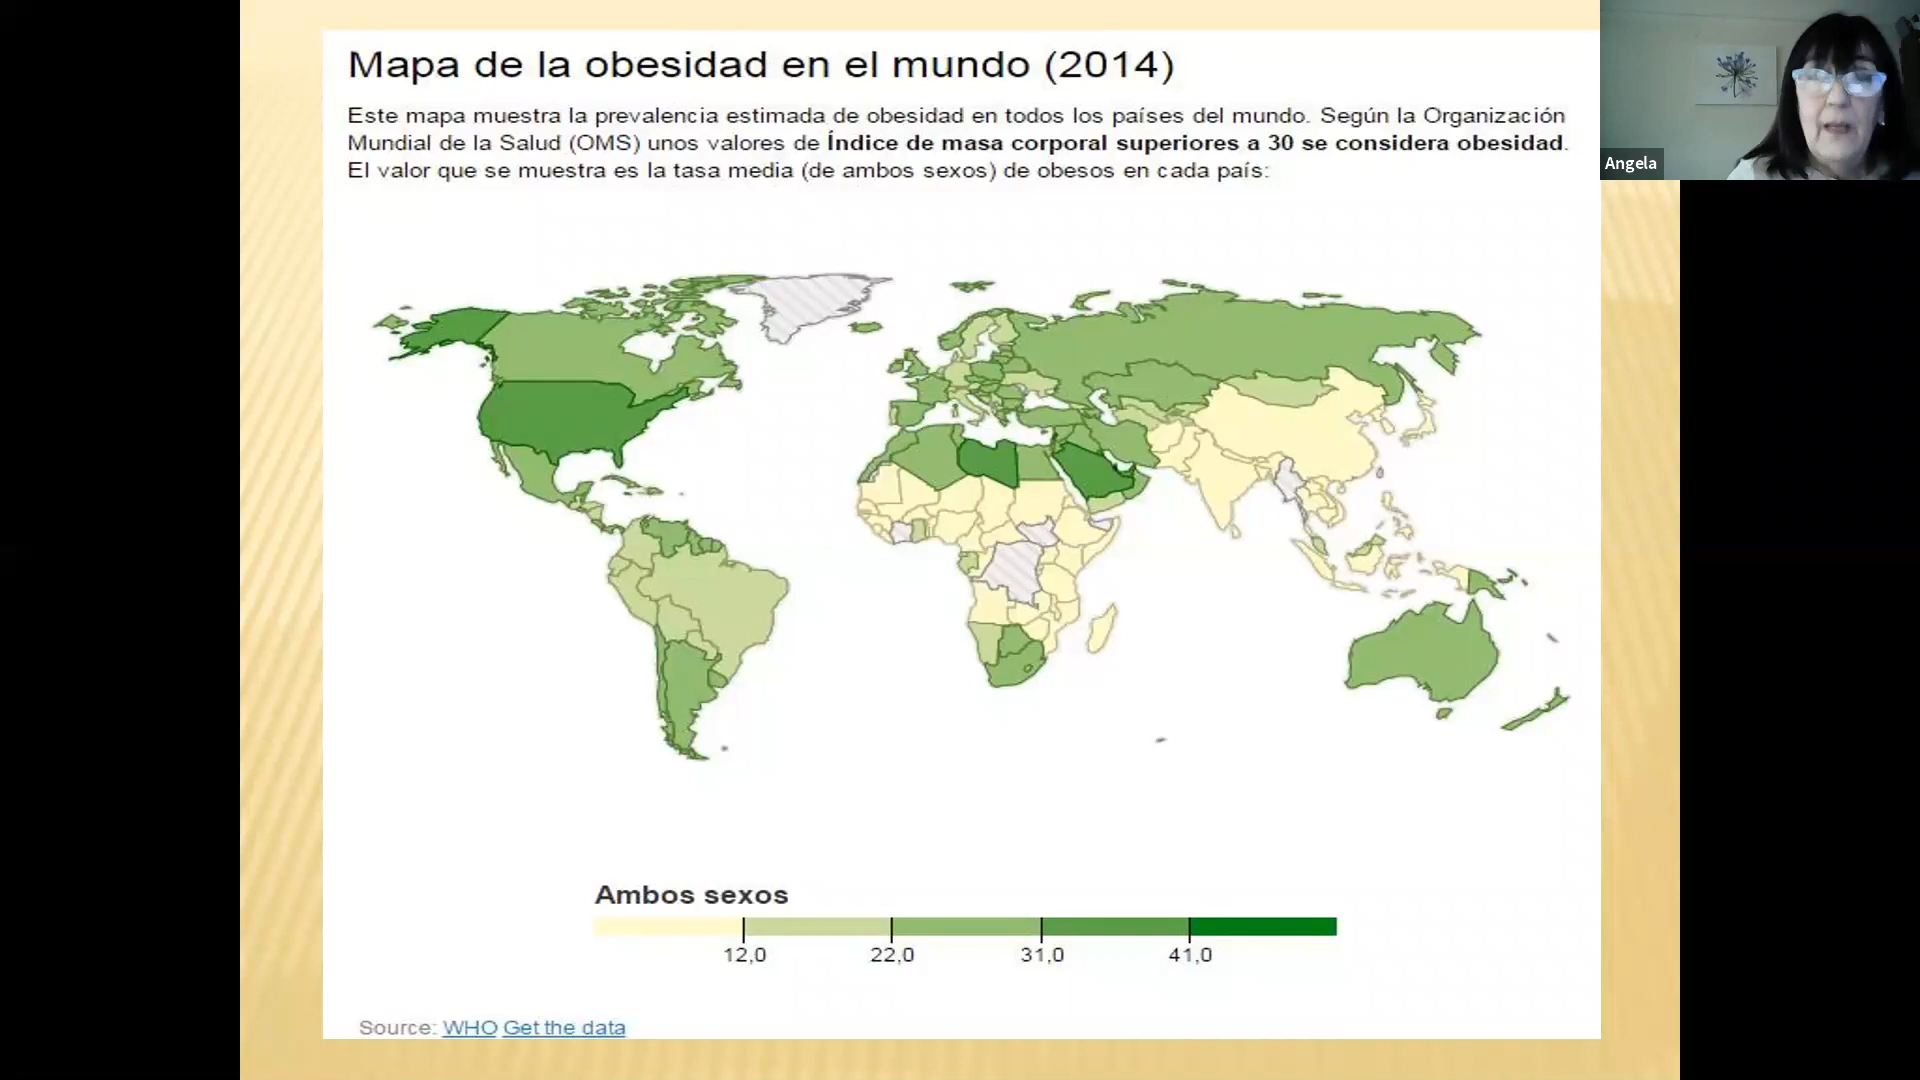 Mapa de la obesidad en el mundo (2014)
Este mapa muestra la prevalencia estimada de obesidad en todos los países del mundo. Según la Organización
Mundial de la Salud (OMS) unos valores de Índice de masa corporal superiores a 30 se considera obesidad.
El valor que se muestra es la tasa media (de ambos sexos) de obesos en cada país:
Angela
Ambos sexos
12,0 22,0 31,0 41,0
Source: WHO Get the data